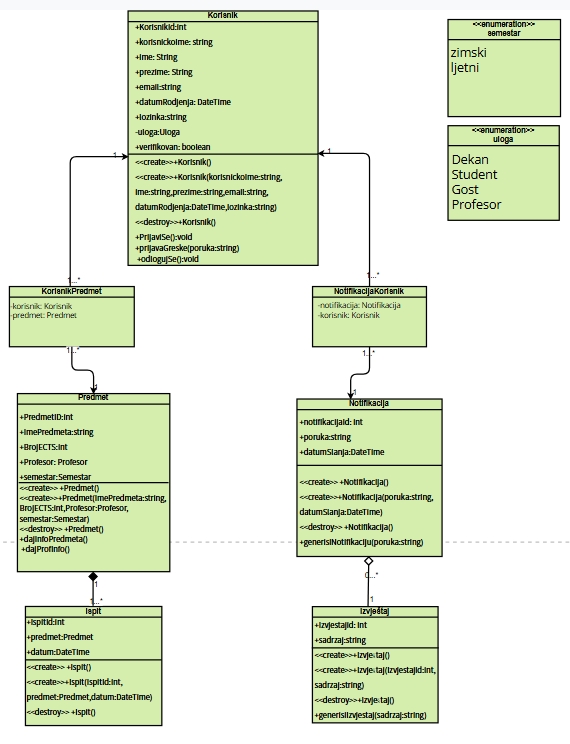 Korisnik
+KorisnikId:int
+korisnickoIme: string
+Ime: String
+prezime: String
+email:string
+datumRodjenja: DateTime
+lozinka:string
-uloga:Uloga
+verifikovan: boolean
<<create>>+Korisnik()
<<create>>+Korisnik(korisnickoIme:string,
Ime:string,prezime:string,email:string,
datumRodjenja:DateTime,lozinka:string)
<<destroy>>+Korisnik()
+PrijaviSe():void
+prijavaGreske(poruka:string)
+odlogujSe():void
<<enumeration>>
semestar
zimski
ljetni
<<enumeration>>
uloga
Dekan
Student
Gost
Profesor
1
1
1...*
1...*
KorisnikPredmet
-korisnik: Korisnik
-predmet: Predmet
NotifikacijaKorisnik
-notifikacija: Notifikacija
-korisnik: Korisnik
1...*
1...*
1
1
Predmet
+PredmetID:int
+ImePredmeta:string
+BrojECTS:int
+Profesor: Profesor
+semestar:Semestar
<<create>> +Predmet()
<<create>>+Predmet(ImePredmeta:string,
BrojECTS:int,Profesor:Profesor,
semestar:Semestar)
<<destroy>> +Predmet()
+dajInfoPredmeta()
+dajProfInfo()
Notifikacija
+notifikacijaId: int
+poruka:string
+datumSlanja:DateTime
<<create>> +Notifikacija()
<<create>>+Notifikacija(poruka:string,
datumSlanja:DateTime)
<<destroy>> +Notifikacija()
+generisiNotifikaciju(poruka:string)
1
0...*
1...*
1
Ispit
+IspitId:int
+predmet:Predmet
+datum:DateTime
<<create>> +Ispit()
<<create>>+Ispit(IspitId:int,
predmet:Predmet,datum:DateTime)
<<destroy>> +Ispit()
Izvještaj
+IzvjestajId: int
+sadrzaj:string
<<create>>+Izvještaj()
<<create>>+Izvještaj(IzvjestajId:int,
sadrzaj:string)
<<destroy>>+Izvještaj()
+generisiIzvjestaj(sadrzaj:string)